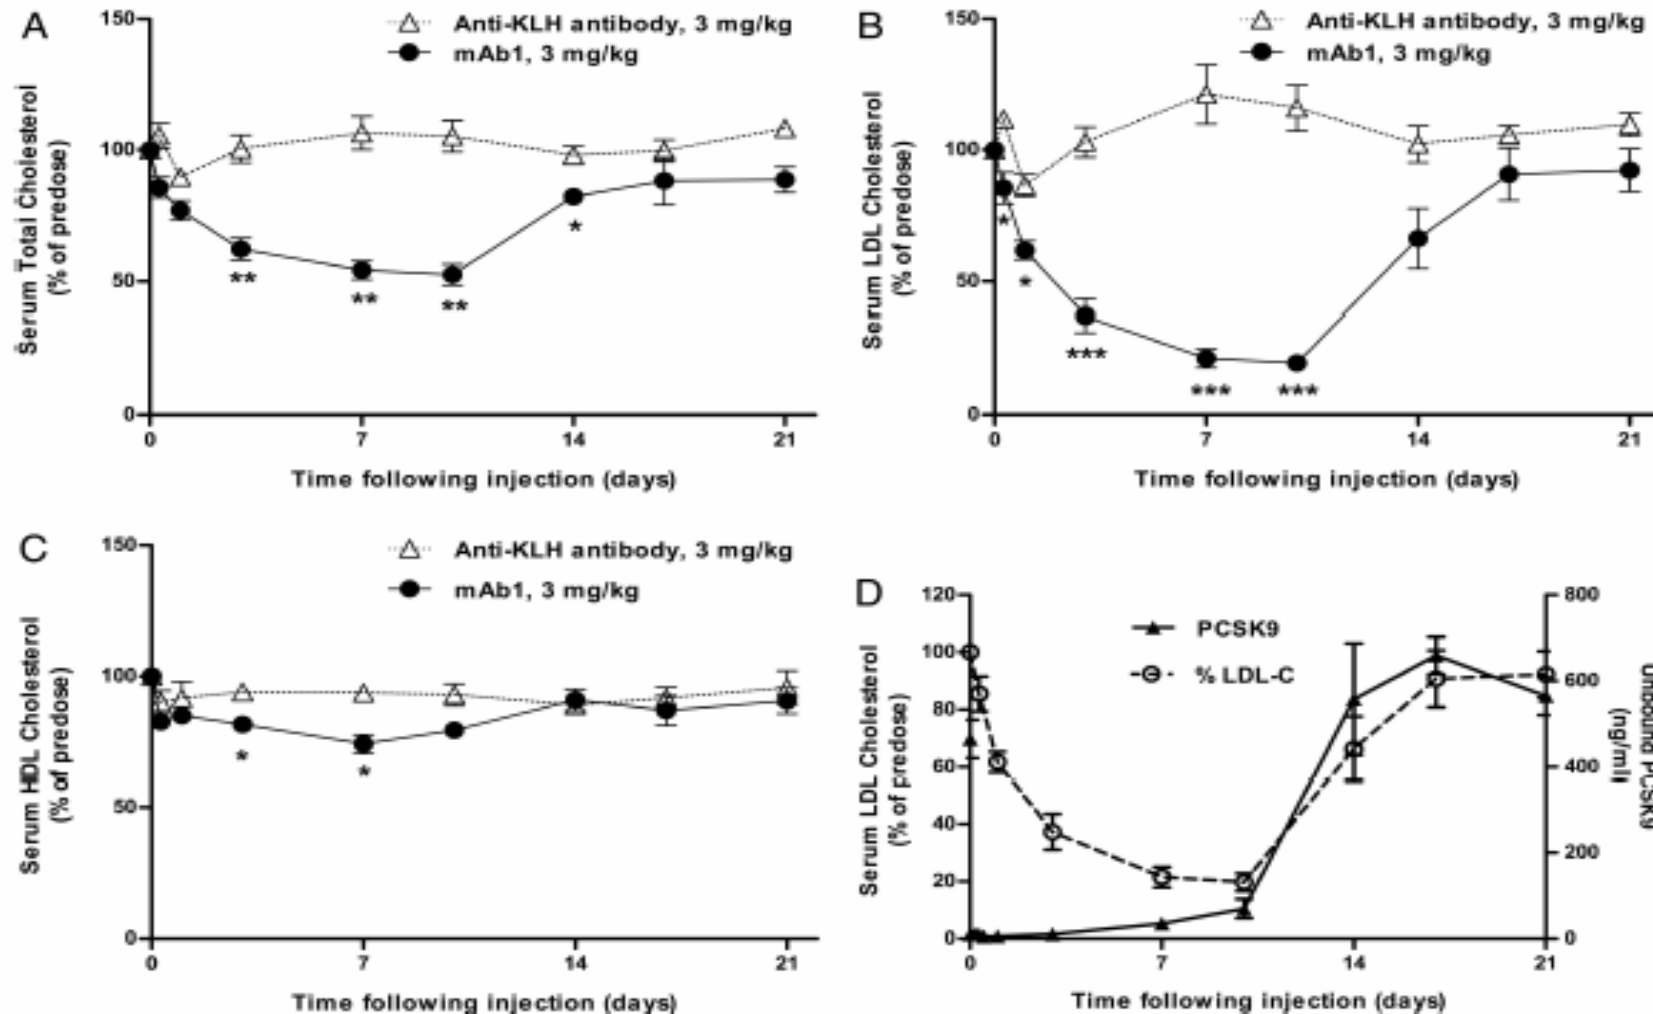 A
150
Anti-KLH antibody, 3 mg/kg
mAb1, 3 mg/kg
100
50
0
Serum Total Cholesterol
(% of predose)
**
**
**
*
0 7 14 21
Time following injection (days)
B
150
Anti-KLH antibody, 3 mg/kg
mAb1, 3 mg/kg
100
50
0
Serum LDL Cholesterol
(% of predose)
*
*
***
***
***
0 7 14 21
Time following injection (days)
C
150
Anti-KLH antibody, 3 mg/kg
mAb1, 3 mg/kg
100
50
0
Serum HDL Cholesterol
(% of predose)
*
*
0 7 14 21
Time following injection (days)
D
120
100
80
60
40
20
0
Serum LDL Cholesterol
(% of predose)
PCSK9
% LDL-C
800
600
400
200
0
Unbound PCSK9
(ng/ml)
0 7 14 21
Time following injection (days)